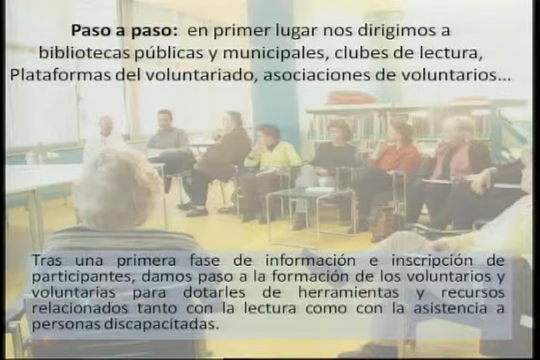 Paso a paso: en primer lugar nos dirigimos a
bibliotecas públicas y municipales, clubes de lectura,
Plataformas del voluntariado, asociaciones de voluntarios...
Tras una primera fase de información e inscripción de
participantes, damos paso a la formación de los voluntarios y
voluntarias para dotarles de herramientas y recursos
relacionados tanto con la lectura como con la asistencia a
personas discapacitadas.